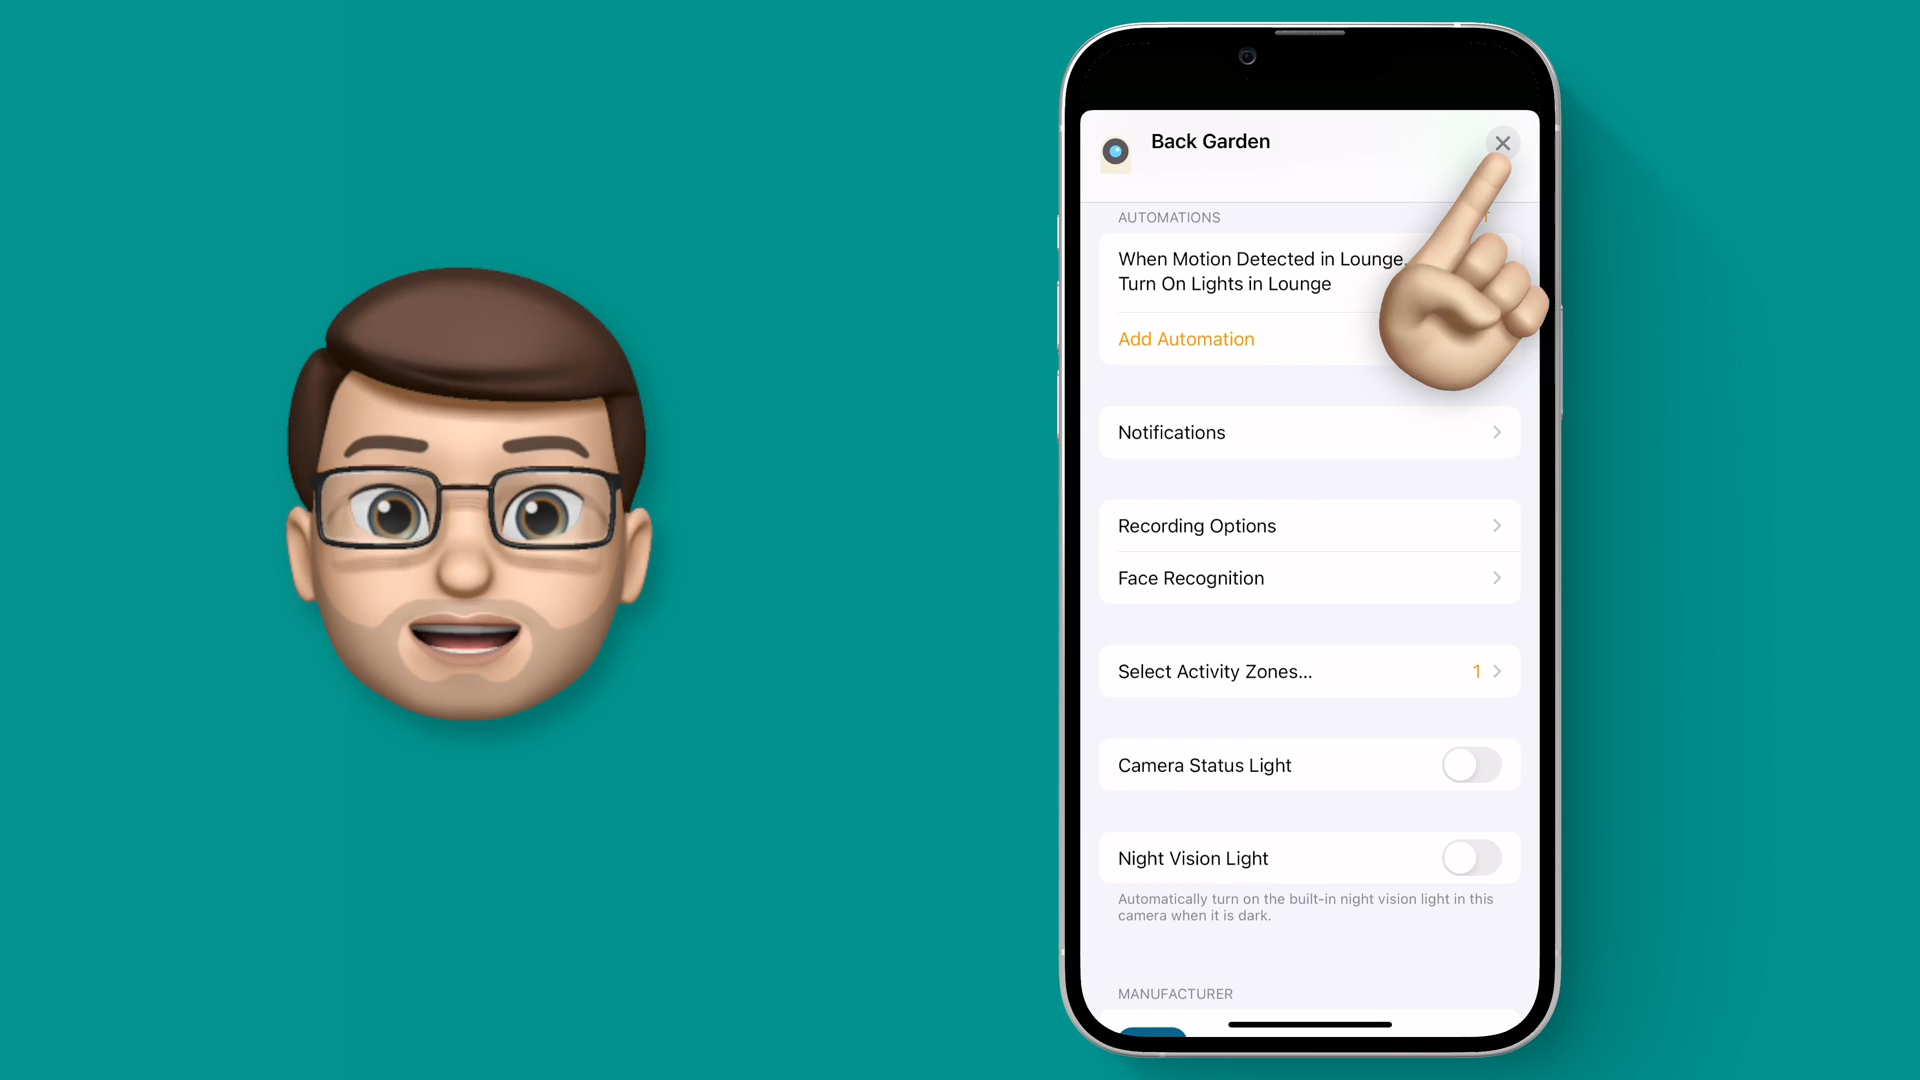 Back Garden
AUTOMATIONS
When Motion Detected in Lounge,
Turn On Lights in Lounge
Add Automation
Notifications
Recording Options
Face Recognition
Select Activity Zones... 1
Camera Status Light
Night Vision Light
Automatically turn on the built-in night vision light in this
camera when it is dark.
MANUFACTURER